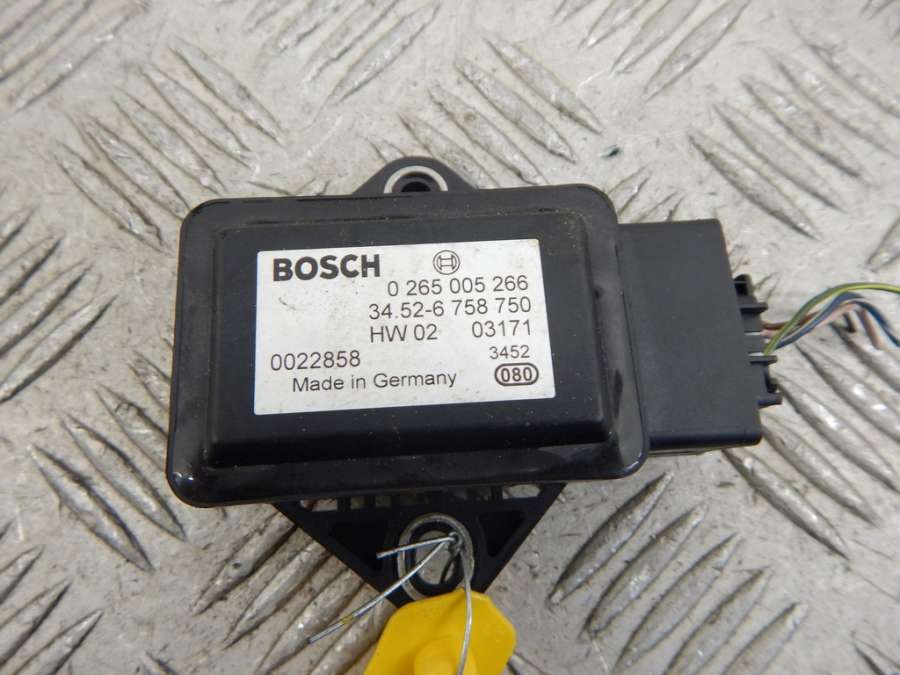 BOSCH
0 265 005 266
34.52-6 758 750
HW 02 03171
0022858 3452
Made in Germany 080